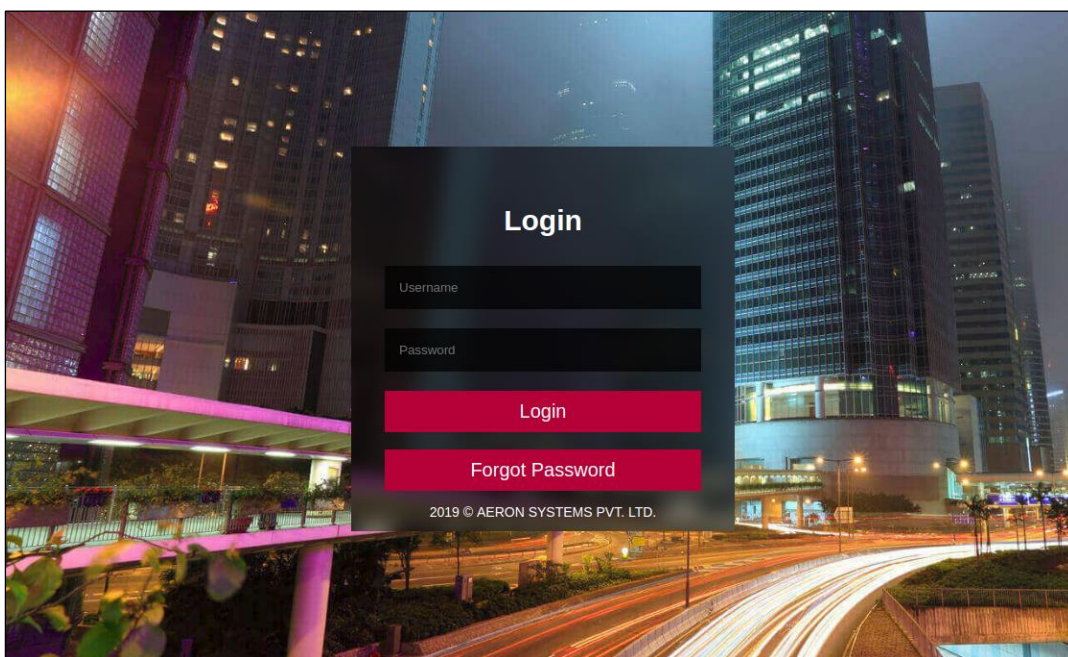 Login
Username
Password
Login
Forgot Password
2019 © AERON SYSTEMS PVT. LTD.